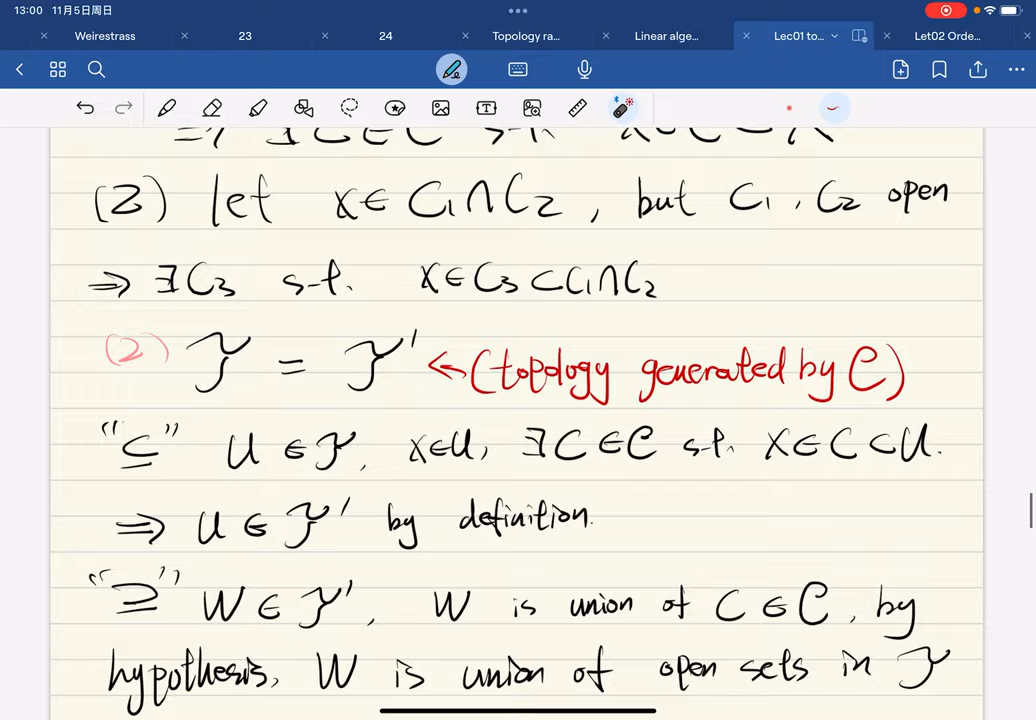 13:00 11月5日周日
Weirestrass 23 24 Topology ra... Linear alge... Lec01 to... Let02 Orde...
=> ∃ C ∈ C s.t. x ∈ C ⊂ X
(2) let x ∈ C₁∩C₂, but C₁, C₂ open
=> ∃C₃ s.t. x∈C₃⊂C₁∩C₂
(2) 𝒯 = 𝒯' ← (topology generated by 𝒞)
"⊆" U ∈ 𝒯, x∈U, ∃C∈𝒞 s.t. x∈C⊂U.
=> U ∈ 𝒯' by definition.
"⊇" W ∈ 𝒯', W is union of C ∈ 𝒞, by
hypothesis, W is union of open sets in 𝒯